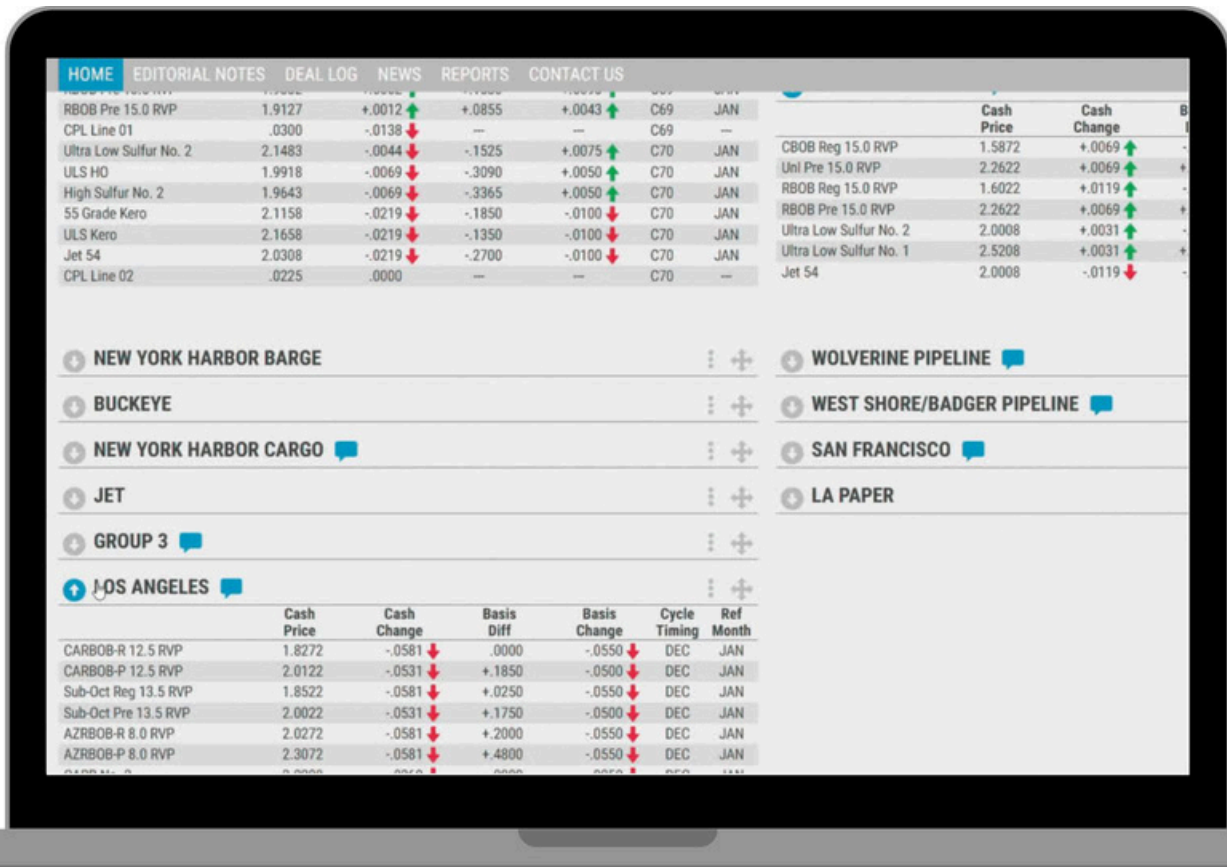 HOME EDITORIAL NOTES DEAL LOG NEWS REPORTS CONTACT US
RBOB Pre 15.0 RVP 1.9127 +.0012 +.0855 +.0043 C69 JAN
CPL Line 01 .0300 -.0138 --- --- C69 ---
Ultra Low Sulfur No. 2 2.1483 -.0044 -.1525 +.0075 C70 JAN
ULS HO 1.9918 -.0069 -.3090 +.0050 C70 JAN
High Sulfur No. 2 1.9643 -.0069 -.3365 +.0050 C70 JAN
55 Grade Kero 2.1158 -.0219 -.1850 -.0100 C70 JAN
ULS Kero 2.1658 -.0219 -.1350 -.0100 C70 JAN
Jet 54 2.0308 -.0219 -.2700 -.0100 C70 JAN
CPL Line 02 .0225 .0000 --- --- C70 ---
Cash Cash
Price Change
CBOB Reg 15.0 RVP 1.5872 +.0069
Unl Pre 15.0 RVP 2.2622 +.0069
RBOB Reg 15.0 RVP 1.6022 +.0119
RBOB Pre 15.0 RVP 2.2622 +.0069
Ultra Low Sulfur No. 2 2.0008 +.0031
Ultra Low Sulfur No. 1 2.5208 +.0031
Jet 54 2.0008 -.0119
NEW YORK HARBOR BARGE
BUCKEYE
NEW YORK HARBOR CARGO
JET
GROUP 3
LOS ANGELES
Cash Cash Basis Basis Cycle Ref
Price Change Diff Change Timing Month
CARBOB-R 12.5 RVP 1.8272 -.0581 .0000 -.0550 DEC JAN
CARBOB-P 12.5 RVP 2.0122 -.0531 +.1850 -.0500 DEC JAN
Sub-Oct Reg 13.5 RVP 1.8522 -.0581 +.0250 -.0550 DEC JAN
Sub-Oct Pre 13.5 RVP 2.0022 -.0531 +.1750 -.0500 DEC JAN
AZRBOB-R 8.0 RVP 2.0272 -.0581 +.2000 -.0550 DEC JAN
AZRBOB-P 8.0 RVP 2.3072 -.0581 +.4800 -.0550 DEC JAN
WOLVERINE PIPELINE
WEST SHORE/BADGER PIPELINE
SAN FRANCISCO
LA PAPER